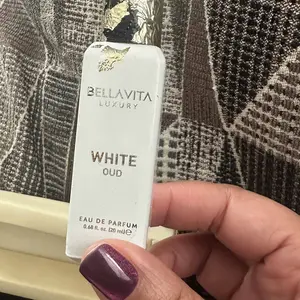 BELLAVITA
LUXURY
WHITE
OUD
EAU DE PARFUM
0.68 Fl. oz. (20 ml) ℮